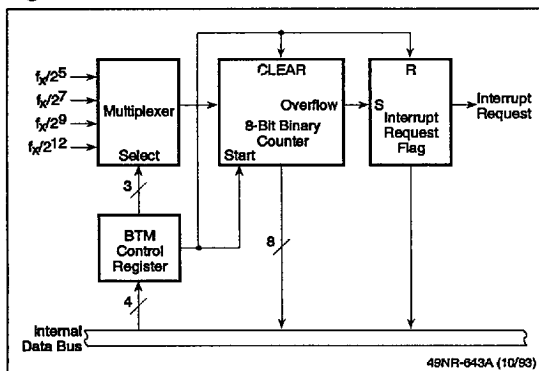 CLEAR
R
fX/2^5
fX/2^7
fX/2^9
fX/2^12
Multiplexer
Select
Overflow
8-Bit Binary
Counter
Start
S
Interrupt
Request
Flag
Interrupt
Request
3
BTM
Control
Register
8
4
Internal
Data Bus
49NR-643A (10/93)